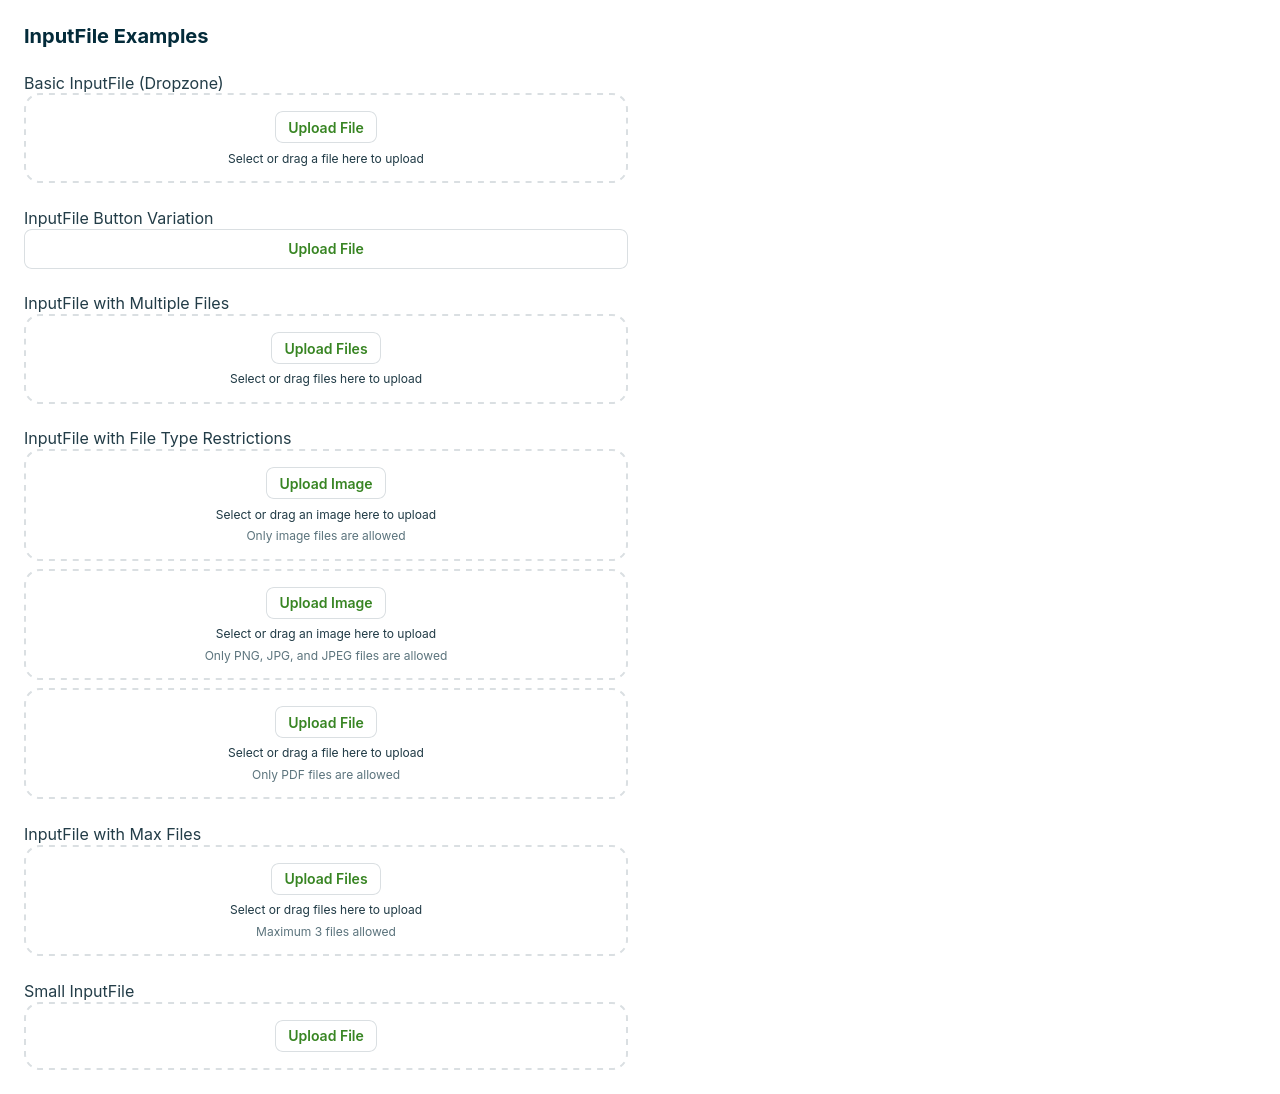 InputFile Examples
Basic InputFile (Dropzone)
Upload File
Select or drag a file here to upload
InputFile Button Variation
Upload File
InputFile with Multiple Files
Upload Files
Select or drag files here to upload
InputFile with File Type Restrictions
Upload Image
Select or drag an image here to upload
Only image files are allowed
Upload Image
Select or drag an image here to upload
Only PNG, JPG, and JPEG files are allowed
Upload File
Select or drag a file here to upload
Only PDF files are allowed
InputFile with Max Files
Upload Files
Select or drag files here to upload
Maximum 3 files allowed
Small InputFile
Upload File